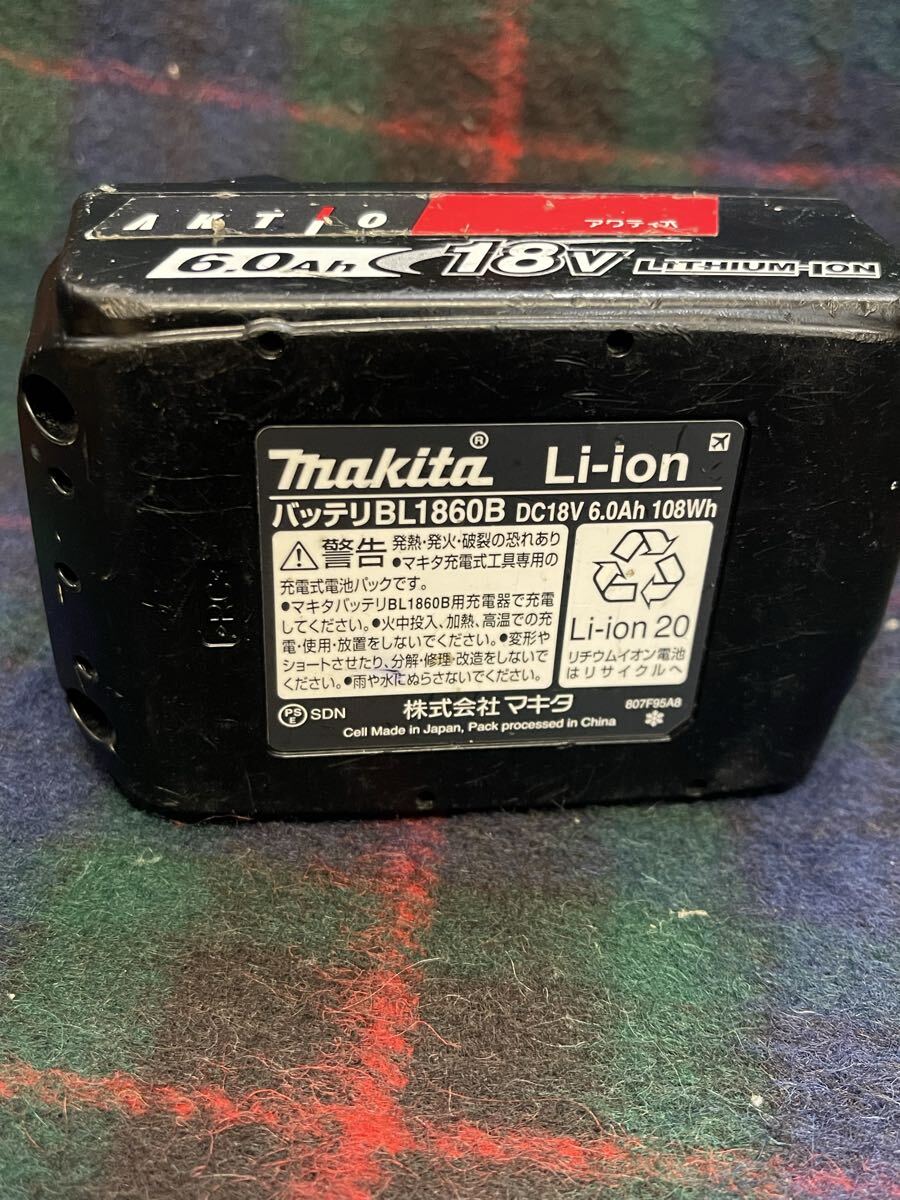 AKTIO アクティオ
6.0Ah 18V LITHIUM-ION
makita® Li-ion
バッテリBL1860B DC18V 6.0Ah 108Wh
警告 発熱・発火・破裂の恐れあり
●マキタ充電式工具専用の
充電式電池パックです。
●マキタバッテリBL1860B用充電器で充電
してください。●火中投入、加熱、高温での充
電・使用・放置をしないでください。●変形や
ショートさせたり、分解・修理・改造をしないで
ください。●雨や水にぬらさないでください。
Li-ion 20
リチウムイオン電池
はリサイクルへ
PSE SDN 株式会社 マキタ 807F95A8
Cell Made in Japan, Pack processed in China